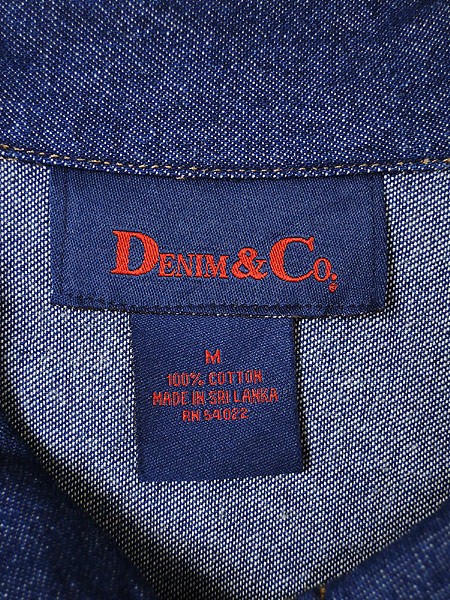 DENIM & CO.
M
100% COTTON
MADE IN SRI LANKA
RN 54022